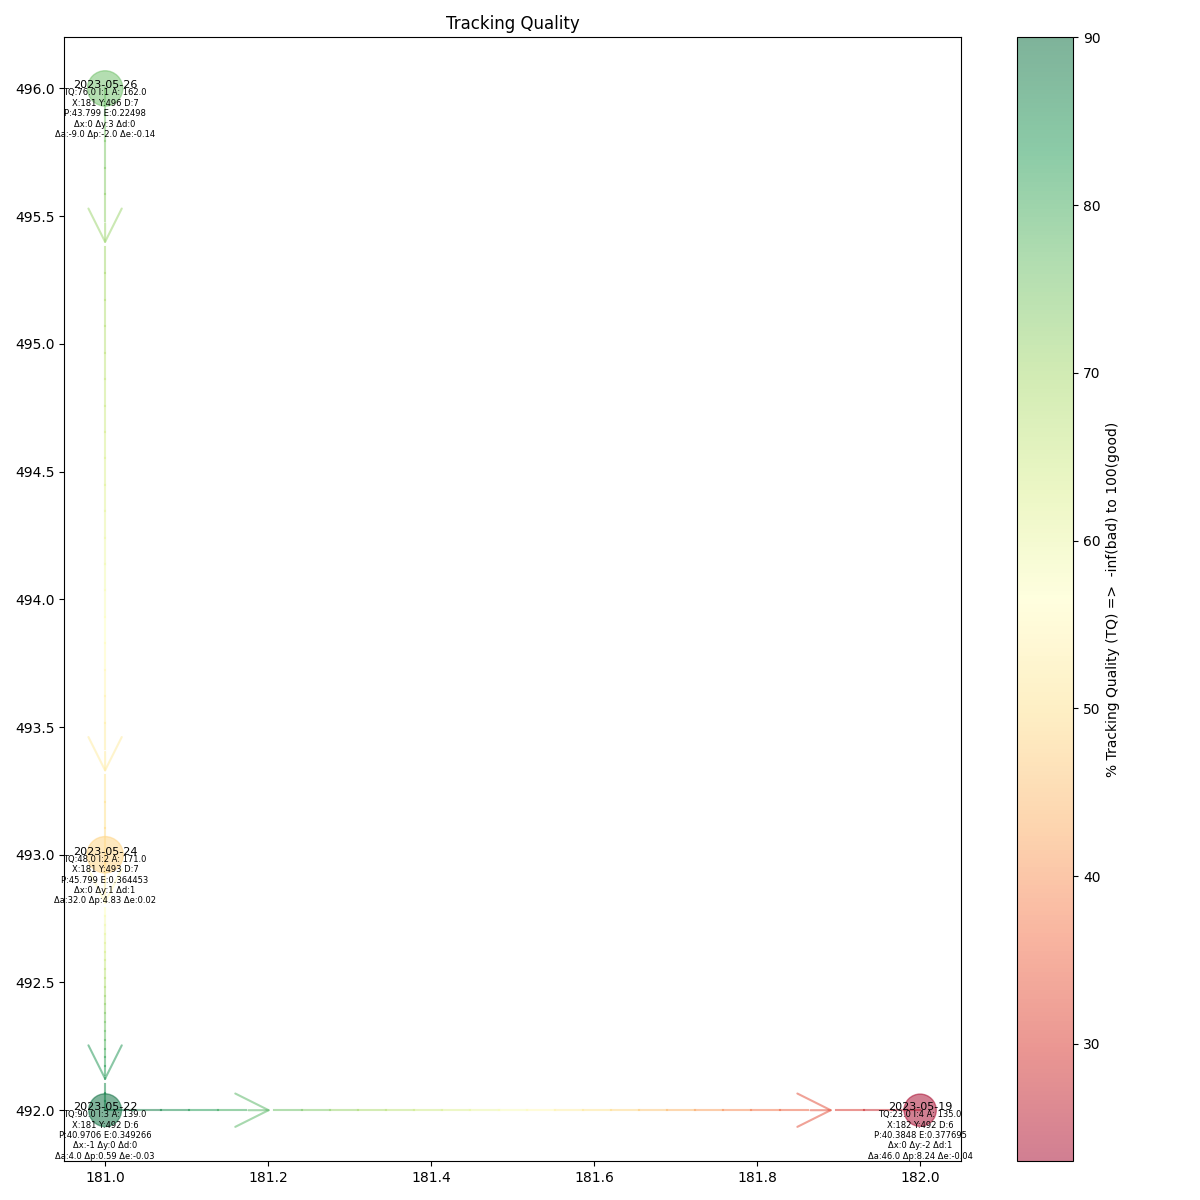 Tracking Quality
496.0
495.5
495.0
494.5
494.0
493.5
493.0
492.5
492.0
181.0
181.2
181.4
181.6
181.8
182.0
2023-05-26
TQ:76.0 I:1 A: 162.0
X:181 Y:496 D:7
P:43.799 E:0.22498
Δx:0 Δy:3 Δd:0
Δa:-9.0 Δp:-2.0 Δe:-0.14
2023-05-24
TQ:48.0 I:2 A: 171.0
X:181 Y:493 D:7
P:45.799 E:0.364453
Δx:0 Δy:1 Δd:1
Δa:32.0 Δp:4.83 Δe:0.02
2023-05-22
TQ:90.0 I:3 A: 139.0
X:181 Y:492 D:6
P:40.9706 E:0.349266
Δx:-1 Δy:0 Δd:0
Δa:4.0 Δp:0.59 Δe:-0.03
2023-05-19
TQ:23.0 I:4 A: 135.0
X:182 Y:492 D:6
P:40.3848 E:0.377695
Δx:0 Δy:-2 Δd:1
Δa:46.0 Δp:8.24 Δe:-0.04
90
80
70
60
50
40
30
% Tracking Quality (TQ) => -inf(bad) to 100(good)